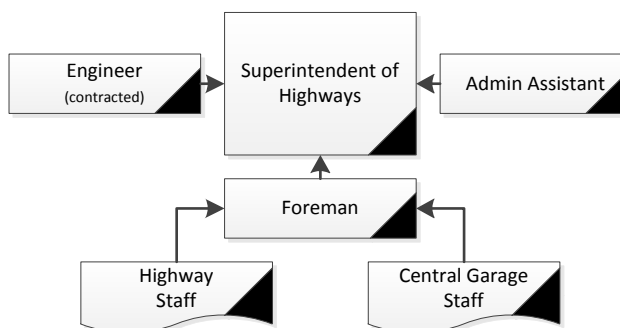 Engineer
(contracted)
Superintendent of
Highways
Admin Assistant
Foreman
Highway
Staff
Central Garage
Staff